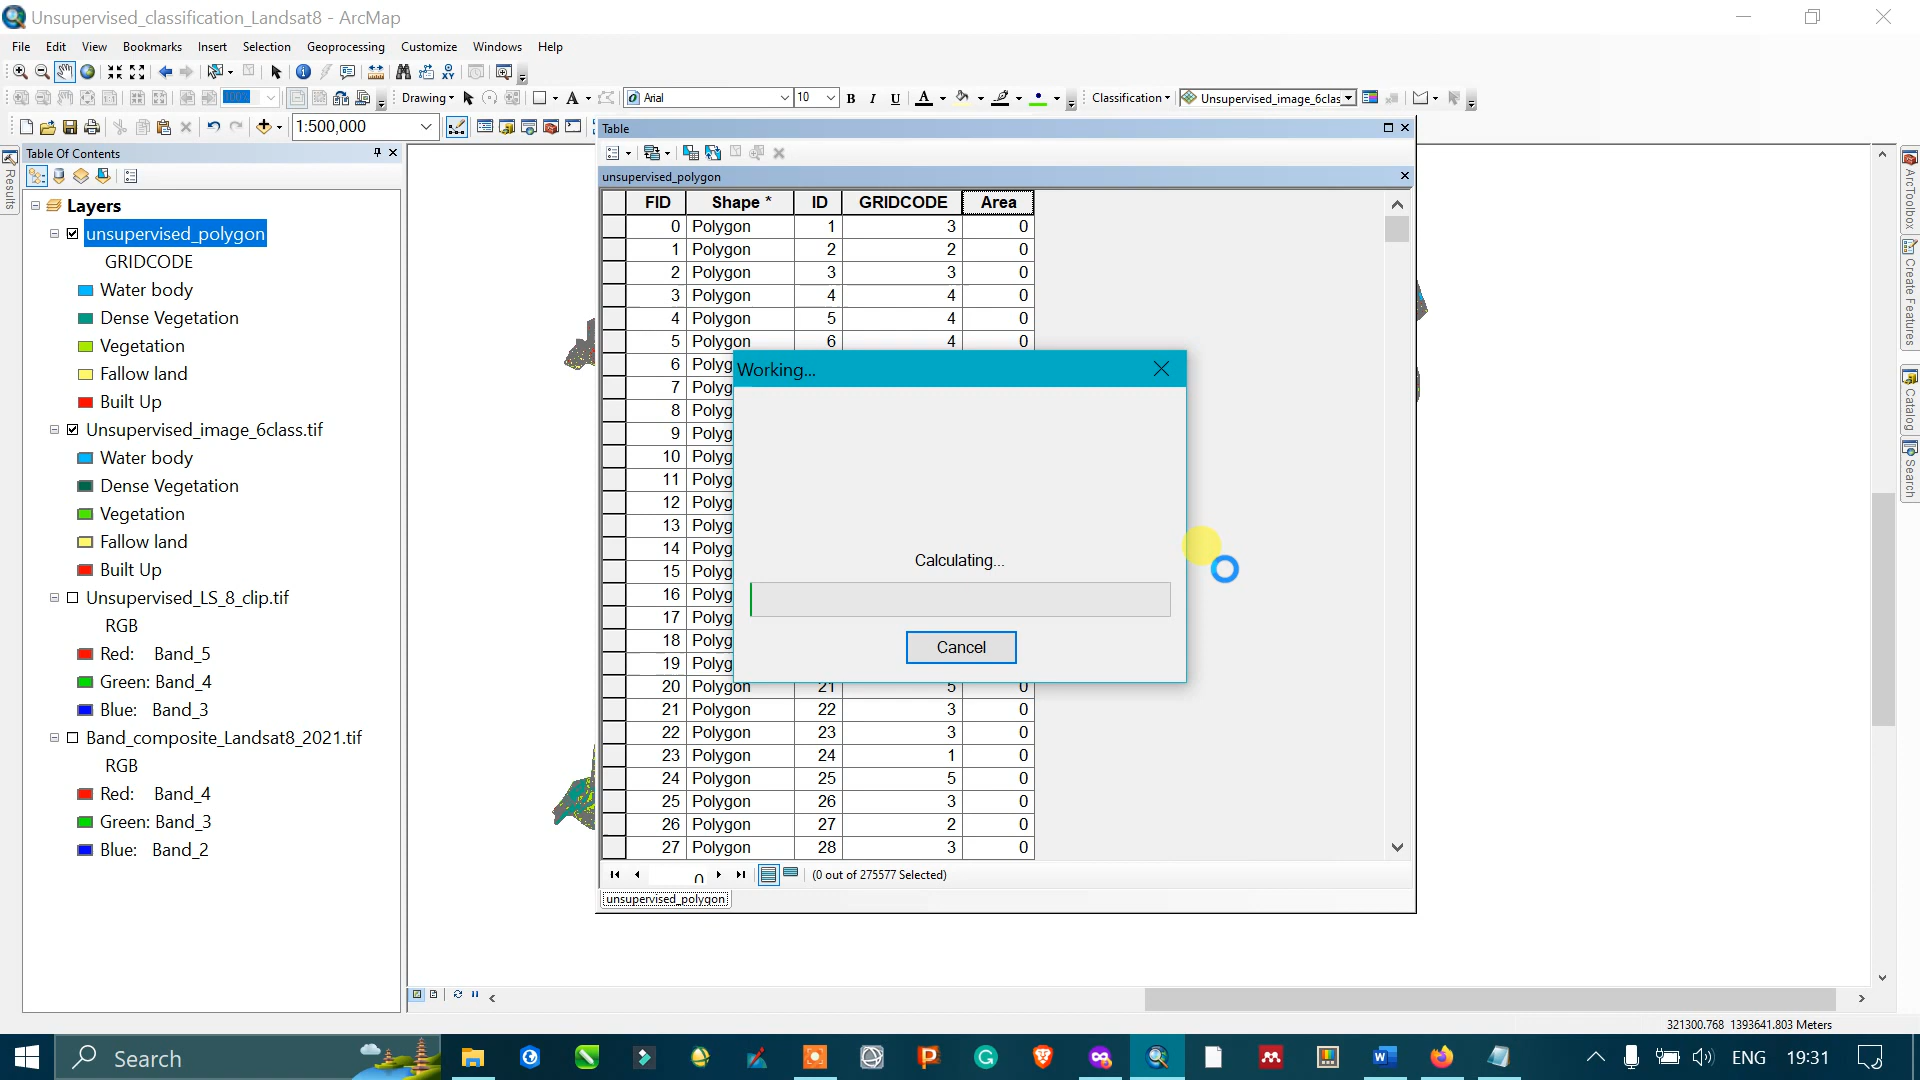 Unsupervised_classification_Landsat8 - ArcMap
File Edit View Bookmarks Insert Selection Geoprocessing Customize Windows Help
100%
Drawing
Arial
10
B I U A
Classification
Unsupervised_image_6clas
1:500,000
Table Of Contents
Results
Layers
unsupervised_polygon
GRIDCODE
Water body
Dense Vegetation
Vegetation
Fallow land
Built Up
Unsupervised_image_6class.tif
Water body
Dense Vegetation
Vegetation
Fallow land
Built Up
Unsupervised_LS_8_clip.tif
RGB
Red: Band_5
Green: Band_4
Blue: Band_3
Band_composite_Landsat8_2021.tif
RGB
Red: Band_4
Green: Band_3
Blue: Band_2
Table
unsupervised_polygon
FID Shape * ID GRIDCODE Area
0 Polygon 1 3 0
1 Polygon 2 2 0
2 Polygon 3 3 0
3 Polygon 4 4 0
4 Polygon 5 4 0
5 Polygon 6 4 0
6 Polyg
7 Polyg
8 Polyg
9 Polyg
10 Polyg
11 Polyg
12 Polyg
13 Polyg
14 Polyg
15 Polyg
16 Polyg
17 Polyg
18 Polyg
19 Polyg
20 Polygon 21 5 0
21 Polygon 22 3 0
22 Polygon 23 3 0
23 Polygon 24 1 0
24 Polygon 25 5 0
25 Polygon 26 3 0
26 Polygon 27 2 0
27 Polygon 28 3 0
Working...
Calculating...
Cancel
0
(0 out of 275577 Selected)
unsupervised_polygon
ArcToolbox
Create Features
Catalog
Search
321300.768 1393641.803 Meters
Search
ENG
19:31